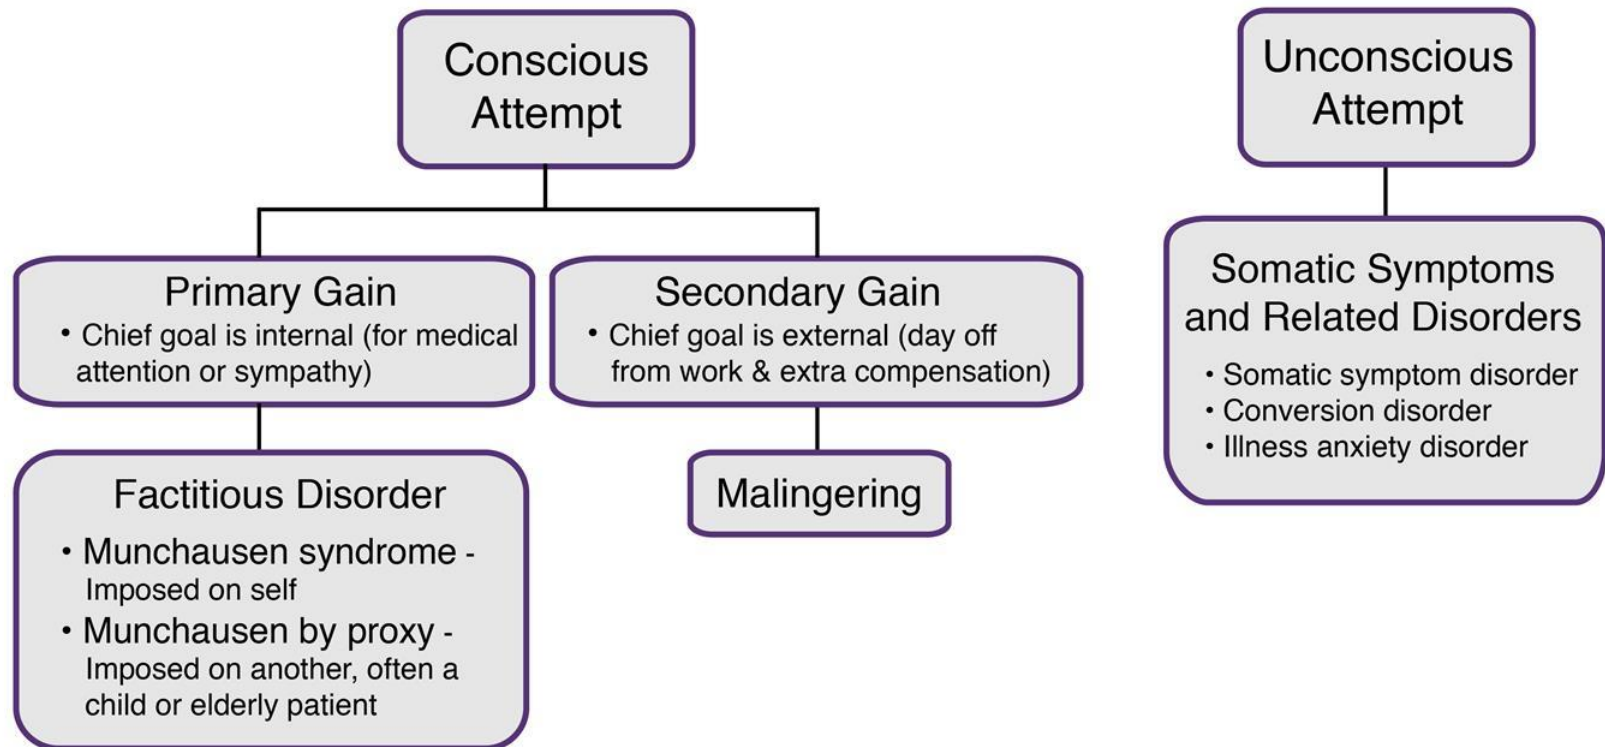 Conscious
Attempt
Unconscious
Attempt
Primary Gain
• Chief goal is internal (for medical
attention or sympathy)
Secondary Gain
• Chief goal is external (day off
from work & extra compensation)
Somatic Symptoms
and Related Disorders
• Somatic symptom disorder
• Conversion disorder
• Illness anxiety disorder
Factitious Disorder
• Munchausen syndrome -
Imposed on self
• Munchausen by proxy -
Imposed on another, often a
child or elderly patient
Malingering